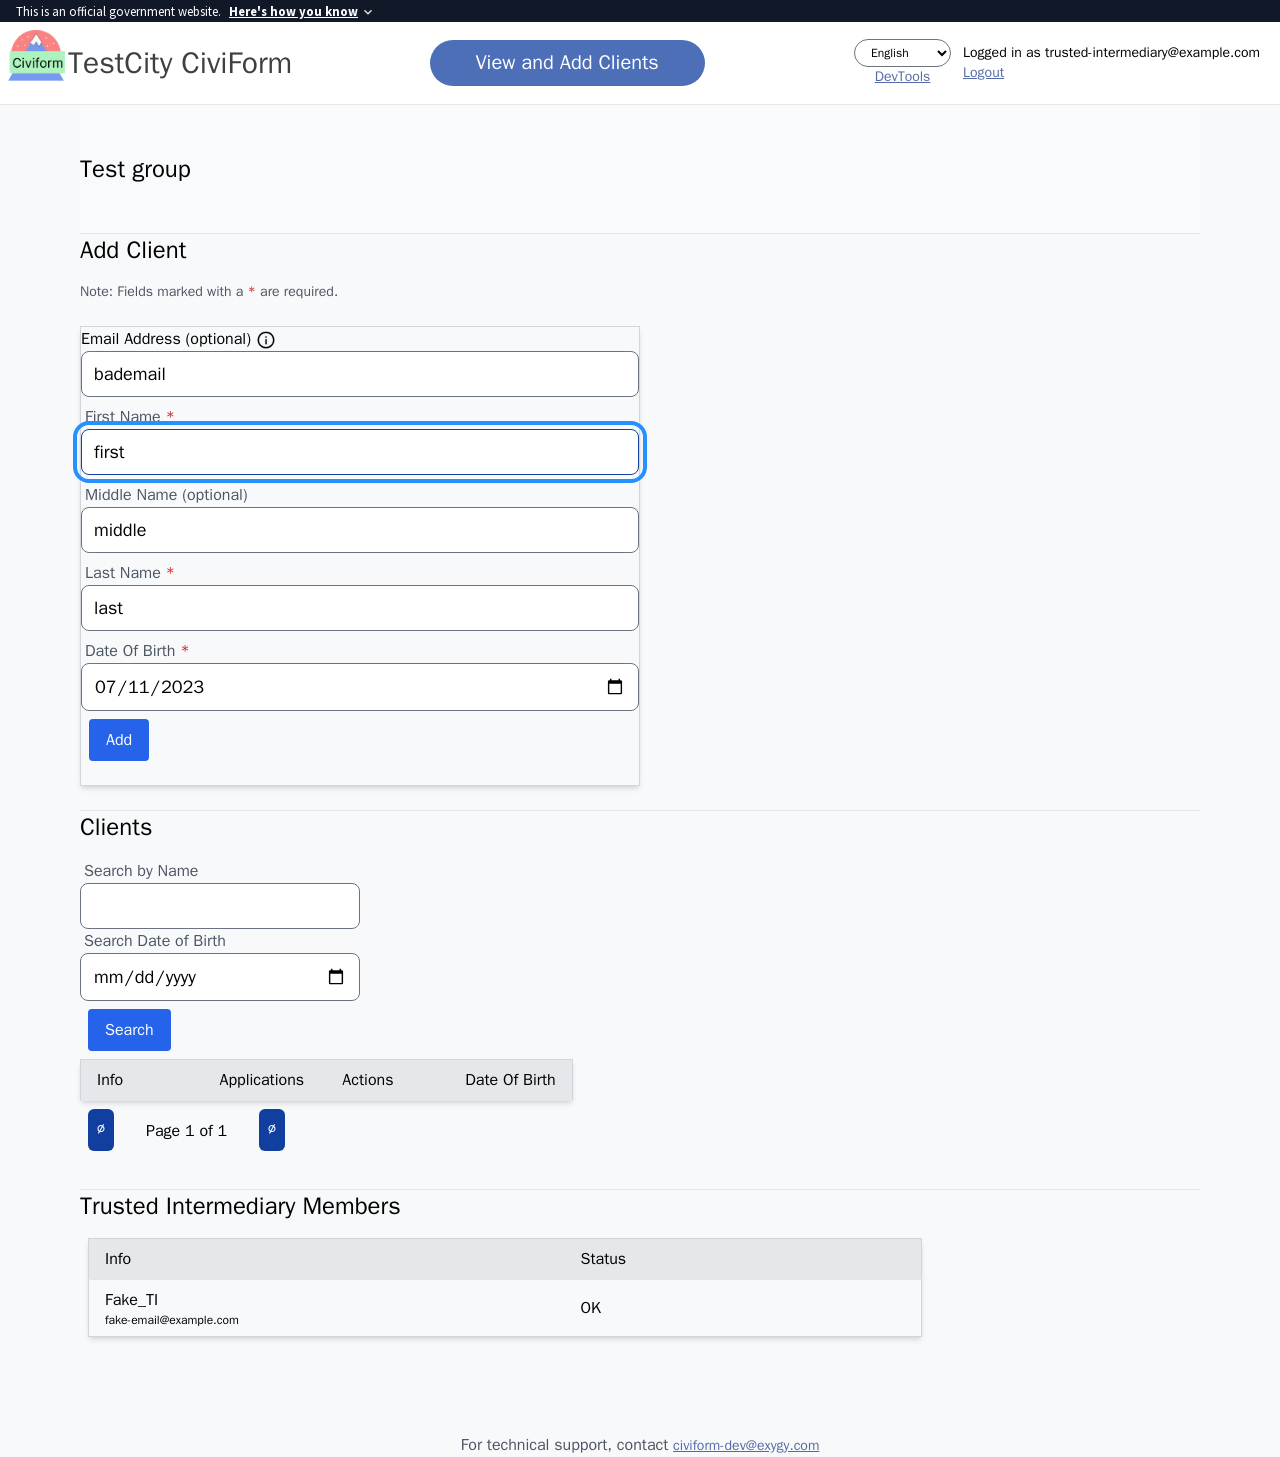 This is an official government website. Here's how you know
Civiform
TestCity CiviForm
View and Add Clients
English
DevTools
Logged in as trusted-intermediary@example.com
Logout
Test group
Add Client
Note: Fields marked with a * are required.
Email Address (optional)
bademail
First Name *
first
Middle Name (optional)
middle
Last Name *
last
Date Of Birth *
07/11/2023
Add
Clients
Search by Name
Search Date of Birth
mm/dd/yyyy
Search
Info Applications Actions Date Of Birth
∅ Page 1 of 1 ∅
Trusted Intermediary Members
Info Status
Fake_TI
fake-email@example.com
OK
For technical support, contact civiform-dev@exygy.com